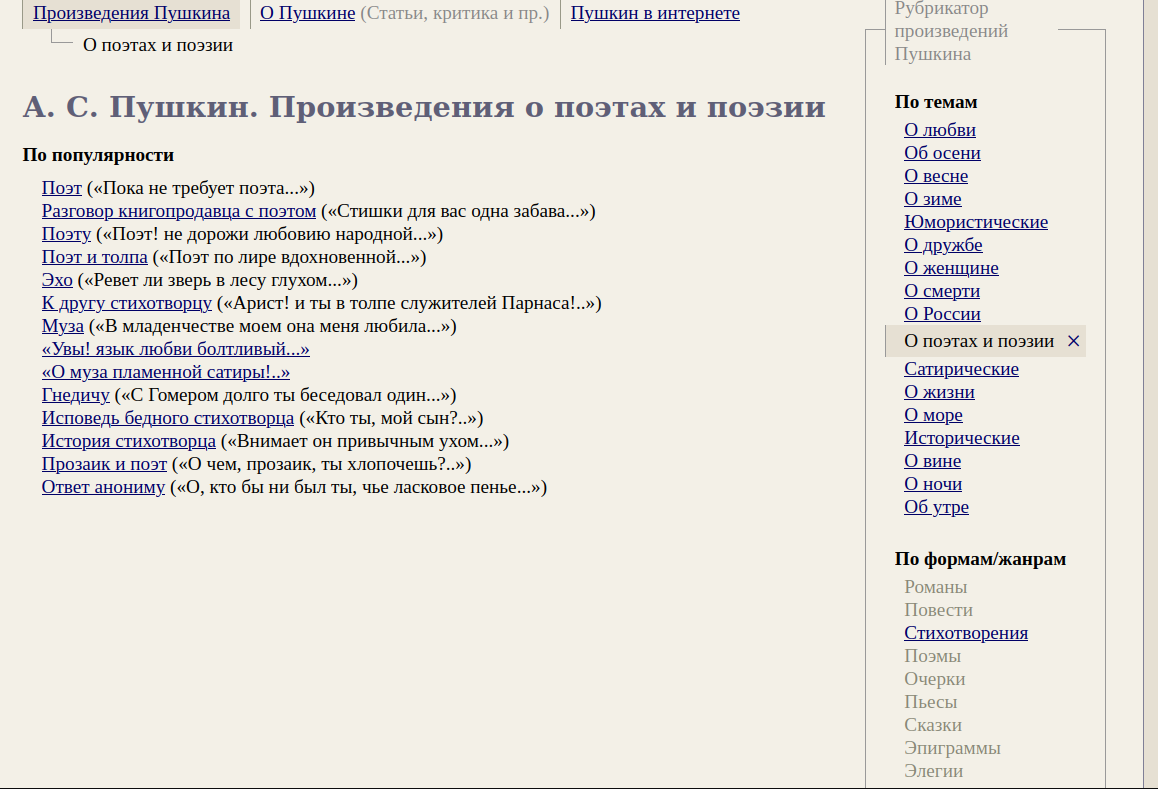 Произведения Пушкина
О Пушкине (Статьи, критика и пр.)
Пушкин в интернете
О поэтах и поэзии
А. С. Пушкин. Произведения о поэтах и поэзии
По популярности
Поэт («Пока не требует поэта...»)
Разговор книгопродавца с поэтом («Стишки для вас одна забава...»)
Поэту («Поэт! не дорожи любовию народной...»)
Поэт и толпа («Поэт по лире вдохновенной...»)
Эхо («Ревет ли зверь в лесу глухом...»)
К другу стихотворцу («Арист! и ты в толпе служителей Парнаса!..»)
Муза («В младенчестве моем она меня любила...»)
«Увы! язык любви болтливый...»
«О муза пламенной сатиры!..»
Гнедичу («С Гомером долго ты беседовал один...»)
Исповедь бедного стихотворца («Кто ты, мой сын?..»)
История стихотворца («Внимает он привычным ухом...»)
Прозаик и поэт («О чем, прозаик, ты хлопочешь?..»)
Ответ анониму («О, кто бы ни был ты, чье ласковое пенье...»)
Рубрикатор
произведений
Пушкина
По темам
О любви
Об осени
О весне
О зиме
Юмористические
О дружбе
О женщине
О смерти
О России
О поэтах и поэзии ×
Сатирические
О жизни
О море
Исторические
О вине
О ночи
Об утре
По формам/жанрам
Романы
Повести
Стихотворения
Поэмы
Очерки
Пьесы
Сказки
Эпиграммы
Элегии